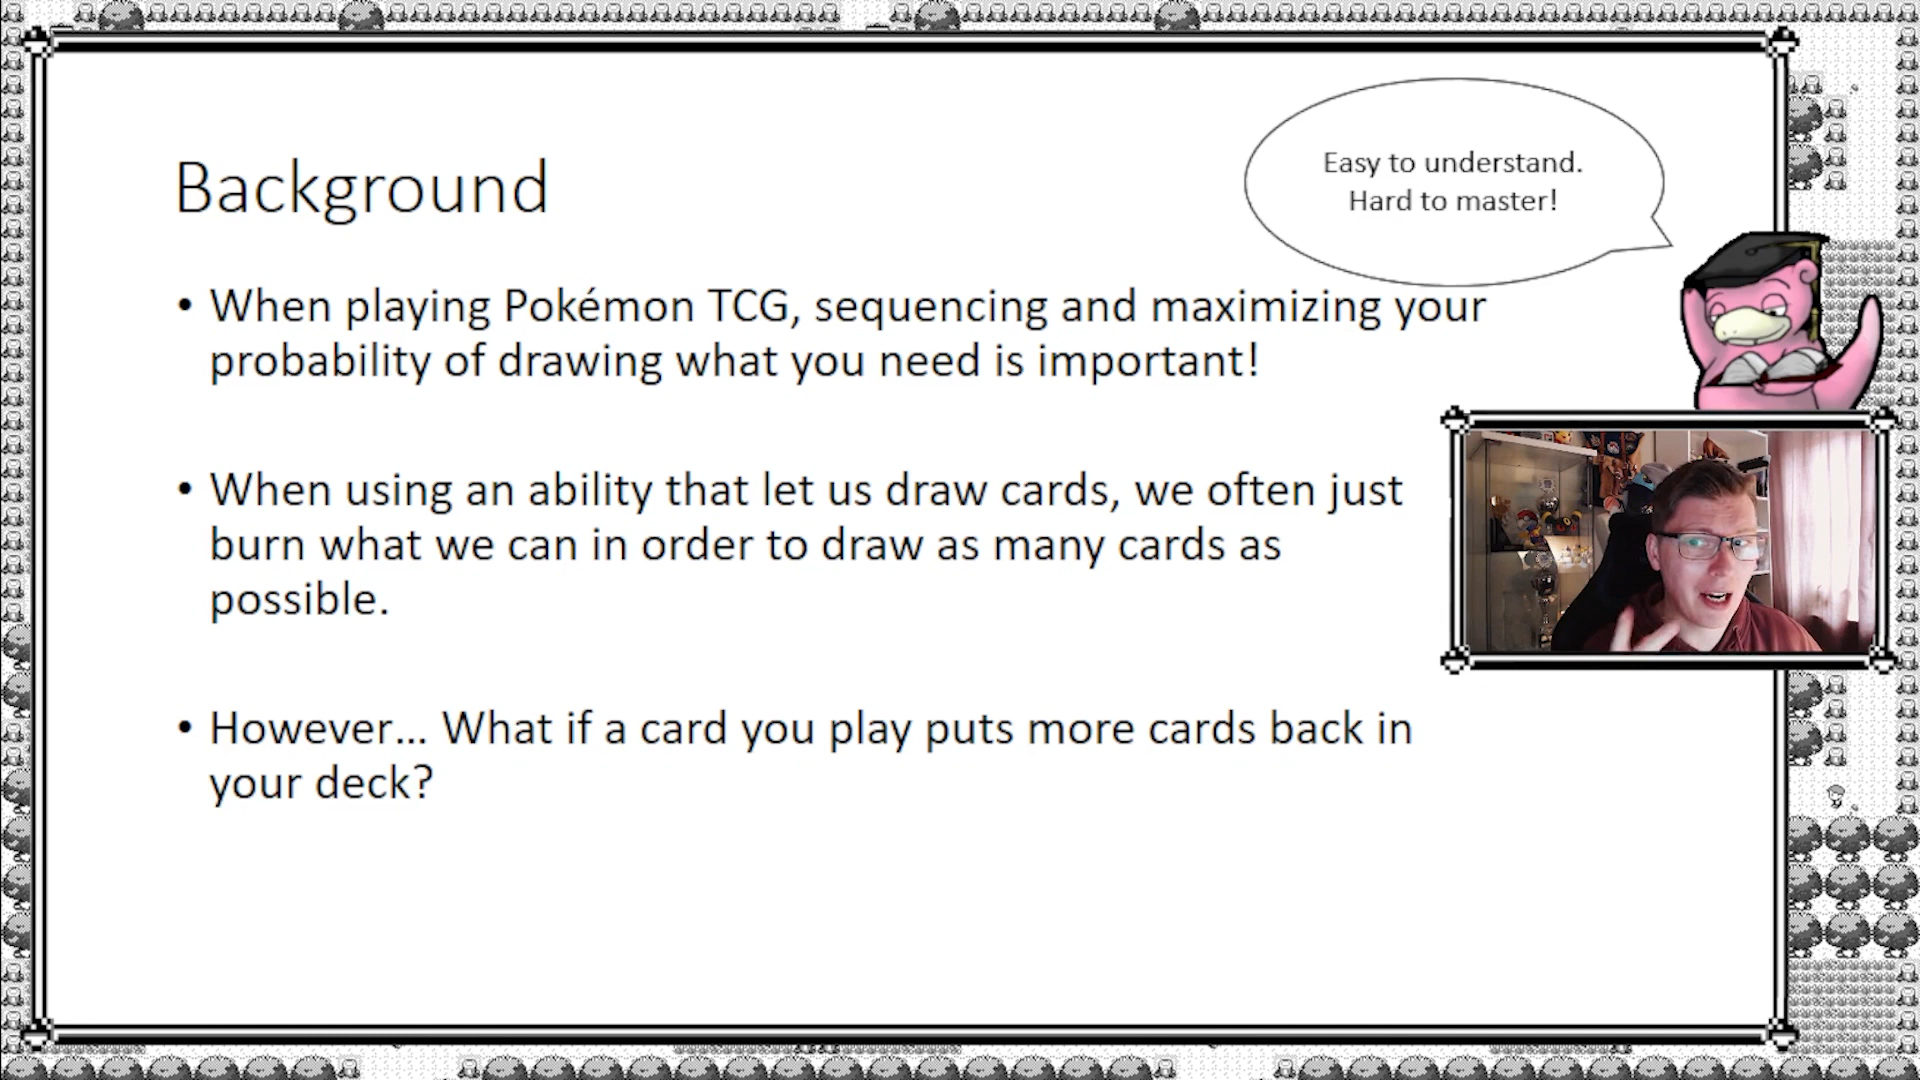 Easy to understand.
Hard to master!
Background
• When playing Pokémon TCG, sequencing and maximizing your
probability of drawing what you need is important!
• When using an ability that let us draw cards, we often just
burn what we can in order to draw as many cards as
possible.
• However... What if a card you play puts more cards back in
your deck?